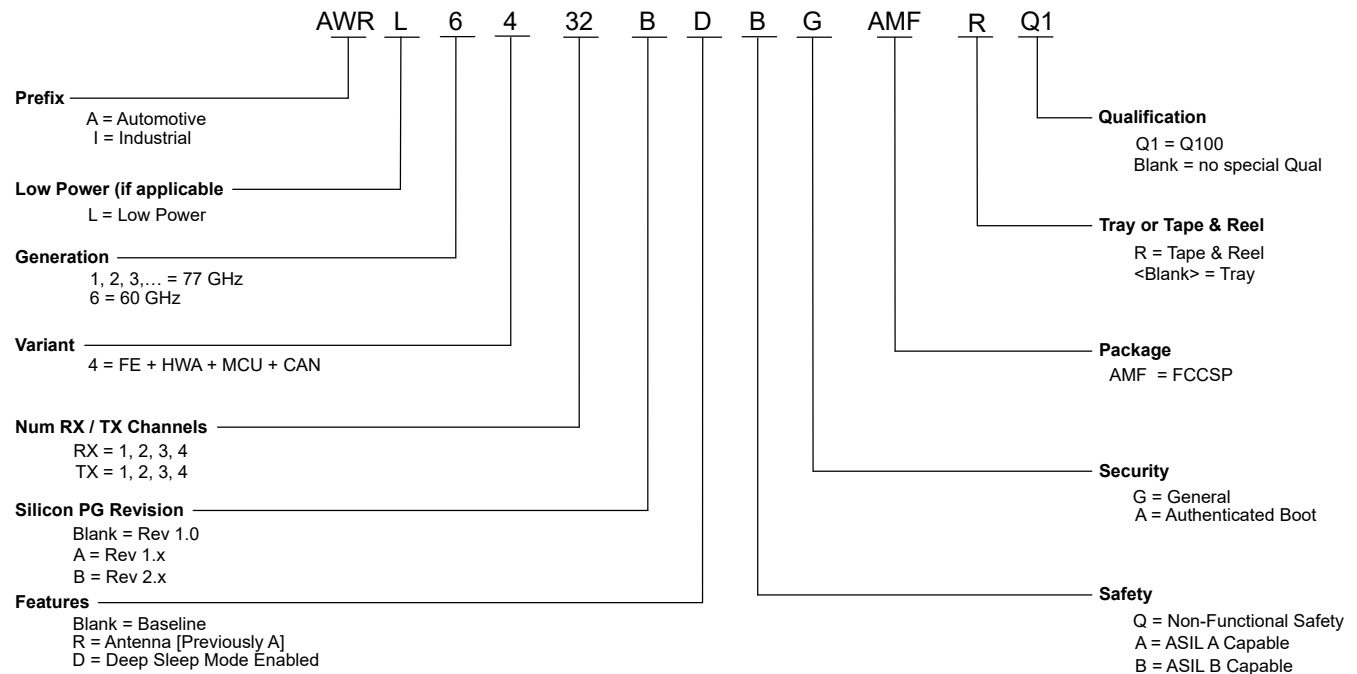 AWR L 6 4 32 B D B G AMF R Q1
Prefix
A = Automotive
I = Industrial
Low Power (if applicable
L = Low Power
Generation
1, 2, 3,... = 77 GHz
6 = 60 GHz
Variant
4 = FE + HWA + MCU + CAN
Num RX / TX Channels
RX = 1, 2, 3, 4
TX = 1, 2, 3, 4
Silicon PG Revision
Blank = Rev 1.0
A = Rev 1.x
B = Rev 2.x
Features
Blank = Baseline
R = Antenna [Previously A]
D = Deep Sleep Mode Enabled
Qualification
Q1 = Q100
Blank = no special Qual
Tray or Tape & Reel
R = Tape & Reel
<Blank> = Tray
Package
AMF = FCCSP
Security
G = General
A = Authenticated Boot
Safety
Q = Non-Functional Safety
A = ASIL A Capable
B = ASIL B Capable